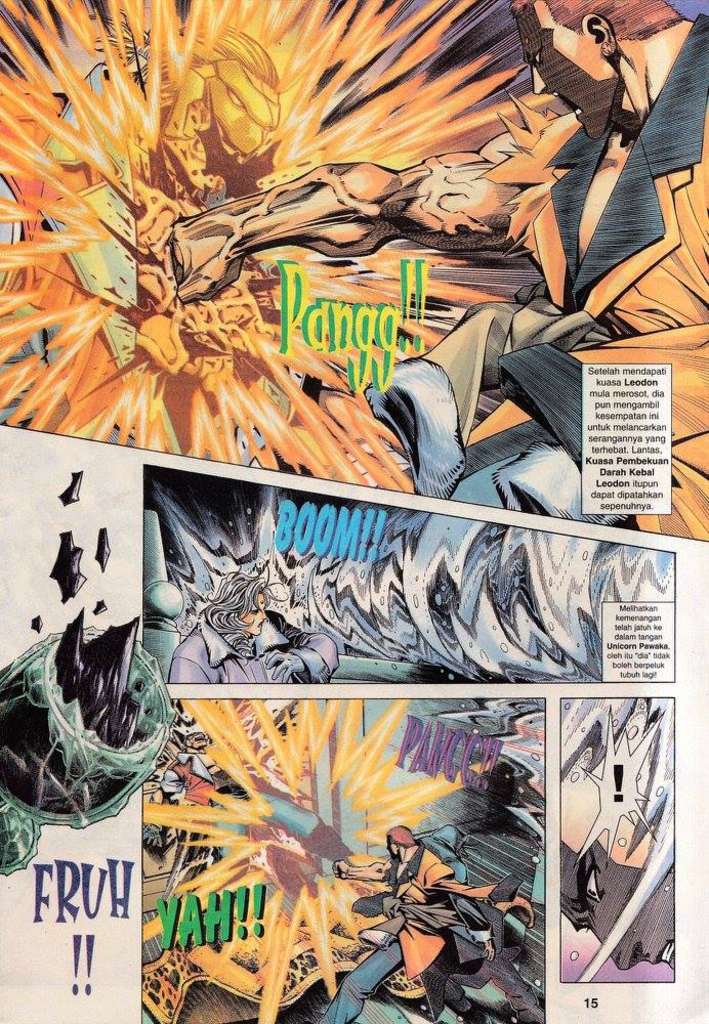 Pangg!!
Setelah mendapati
kuasa Leodon
mula merosot, dia
pun mengambil
kesempatan ini
untuk melancarkan
serangannya yang
terhebat. Lantas,
Kuasa Pembekuan
Darah Kebal
Leodon itupun
dapat dipatahkan
sepenuhnya.
BOOM!!
Melihatkan
kemenangan
telah jatuh ke
dalam tangan
Unicorn Pawaka,
oleh itu "dia" tidak
boleh berpeluk
tubuh lagi!
PANGG!!
!
FRUH
!!
YAH!!
15